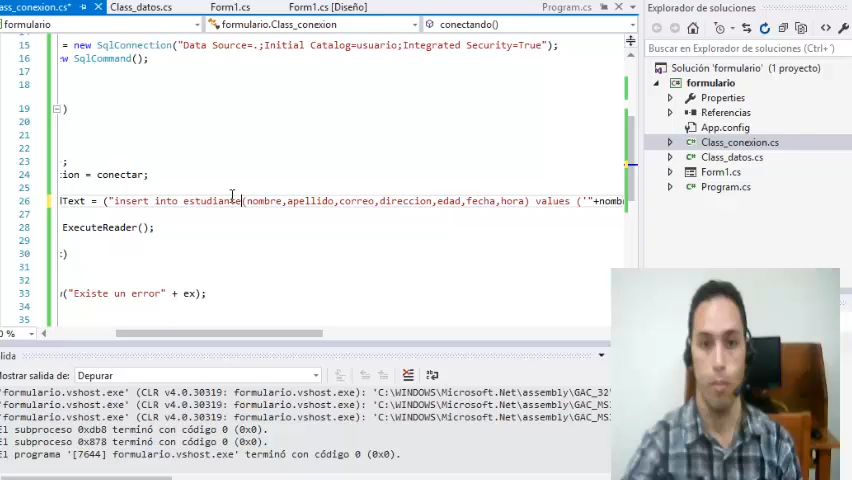 ass_conexion.cs*
Class_datos.cs
Form1.cs
Form1.cs [Diseño]
Program.cs
formulario
formulario.Class_conexion
conectando()
15 = new SqlConnection("Data Source=.;Initial Catalog=usuario;Integrated Security=True");
16 ew SqlCommand();
17
18
19 )
20
21
22
23 ;
24 ion = conectar;
25
26 dText = ("insert into estudiante(nombre,apellido,correo,direccion,edad,fecha,hora) values ('"+nomb
27
28 ExecuteReader();
29
30 )
31
32
33 ("Existe un error" + ex);
34
35
0 %
alida
Mostrar salida de: Depurar
'formulario.vshost.exe' (CLR v4.0.30319: formulario.vshost.exe): 'C:\WINDOWS\Microsoft.Net\assembly\GAC_32'
'formulario.vshost.exe' (CLR v4.0.30319: formulario.vshost.exe): 'C:\WINDOWS\Microsoft.Net\assembly\GAC_MS
'formulario.vshost.exe' (CLR v4.0.30319: formulario.vshost.exe): 'C:\WINDOWS\Microsoft.Net\assembly\GAC_MS
El subproceso 0xdb8 terminó con código 0 (0x0).
El subproceso 0x878 terminó con código 0 (0x0).
El programa '[7644] formulario.vshost.exe' terminó con código 0 (0x0).
Explorador de soluciones
Buscar en Explorador de soluciones (Ctrl+')
Solución 'formulario' (1 proyecto)
formulario
Properties
Referencias
App.config
Class_conexion.cs
Class_datos.cs
Form1.cs
Program.cs